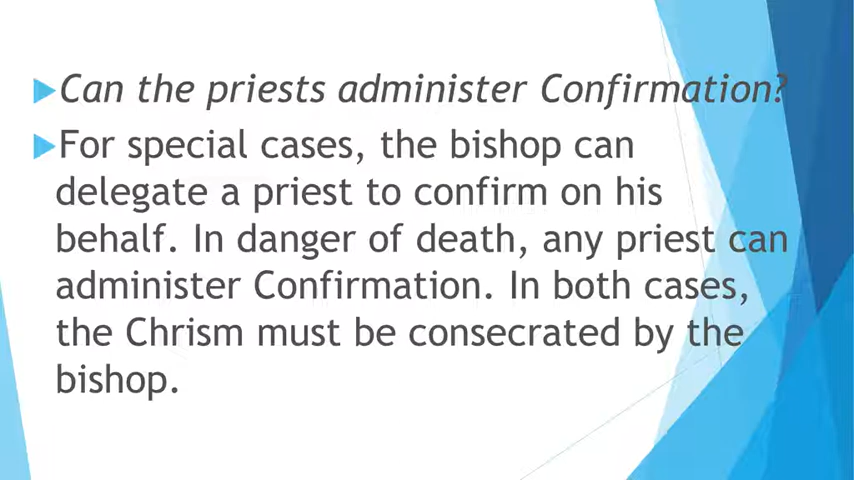 Can the priests administer Confirmation?
For special cases, the bishop can
delegate a priest to confirm on his
behalf. In danger of death, any priest can
administer Confirmation. In both cases,
the Chrism must be consecrated by the
bishop.